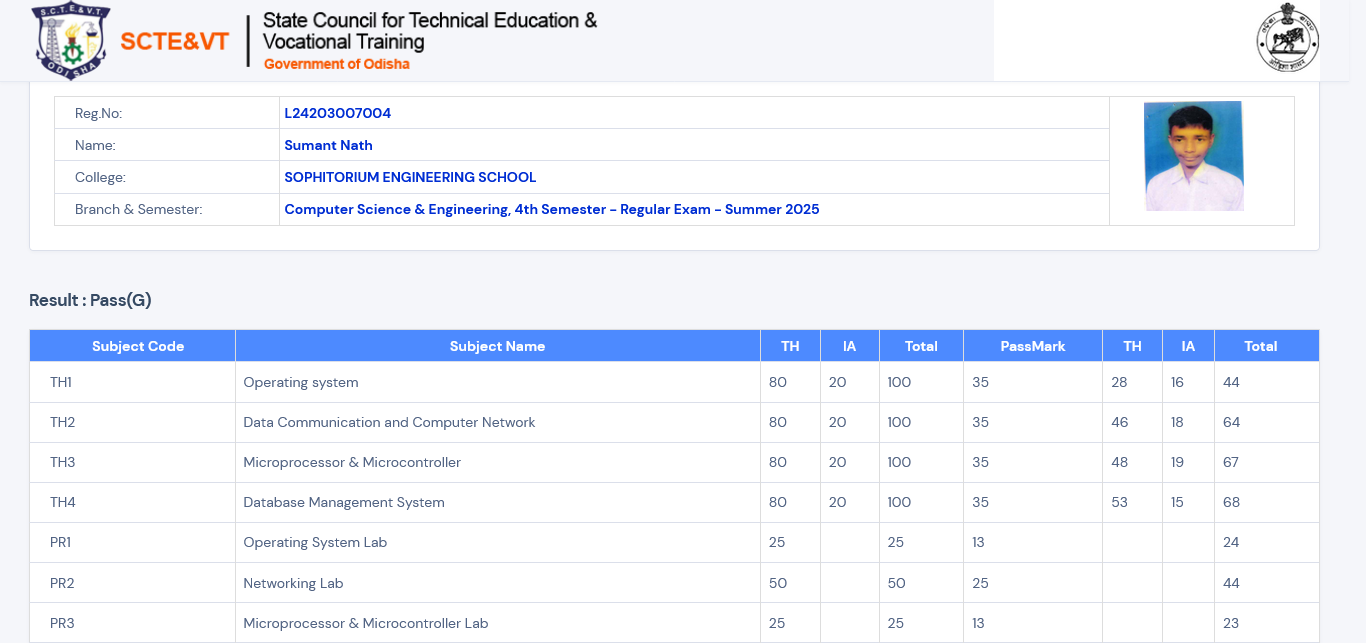 S.C.T.E.& V.T.
ODISHA
SCTE&VT
State Council for Technical Education &
Vocational Training
Government of Odisha
Reg.No: L24203007004
Name: Sumant Nath
College: SOPHITORIUM ENGINEERING SCHOOL
Branch & Semester: Computer Science & Engineering, 4th Semester - Regular Exam - Summer 2025
Result : Pass(G)
Subject Code Subject Name TH IA Total PassMark TH IA Total
TH1 Operating system 80 20 100 35 28 16 44
TH2 Data Communication and Computer Network 80 20 100 35 46 18 64
TH3 Microprocessor & Microcontroller 80 20 100 35 48 19 67
TH4 Database Management System 80 20 100 35 53 15 68
PR1 Operating System Lab 25 25 13 24
PR2 Networking Lab 50 50 25 44
PR3 Microprocessor & Microcontroller Lab 25 25 13 23